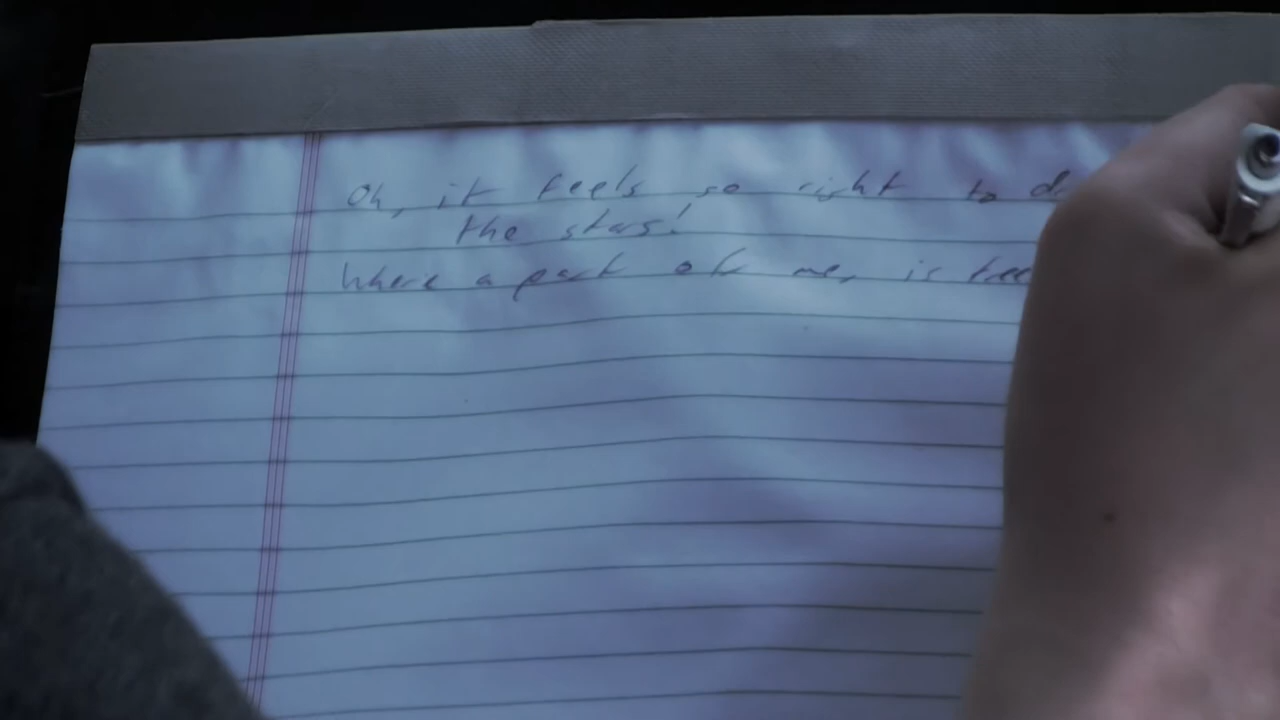 Oh, it feels so right to
the stars!
Where a part of me, is